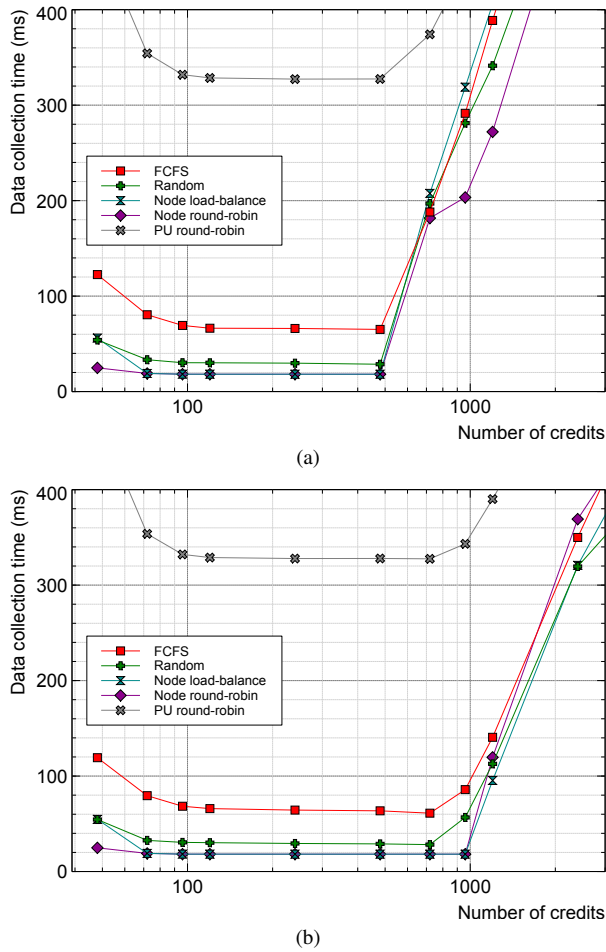 400
300
200
100
0
Data collection time (ms)
FCFS
Random
Node load-balance
Node round-robin
PU round-robin
100
1000
Number of credits
(a)
400
300
200
100
0
Data collection time (ms)
FCFS
Random
Node load-balance
Node round-robin
PU round-robin
100
1000
Number of credits
(b)